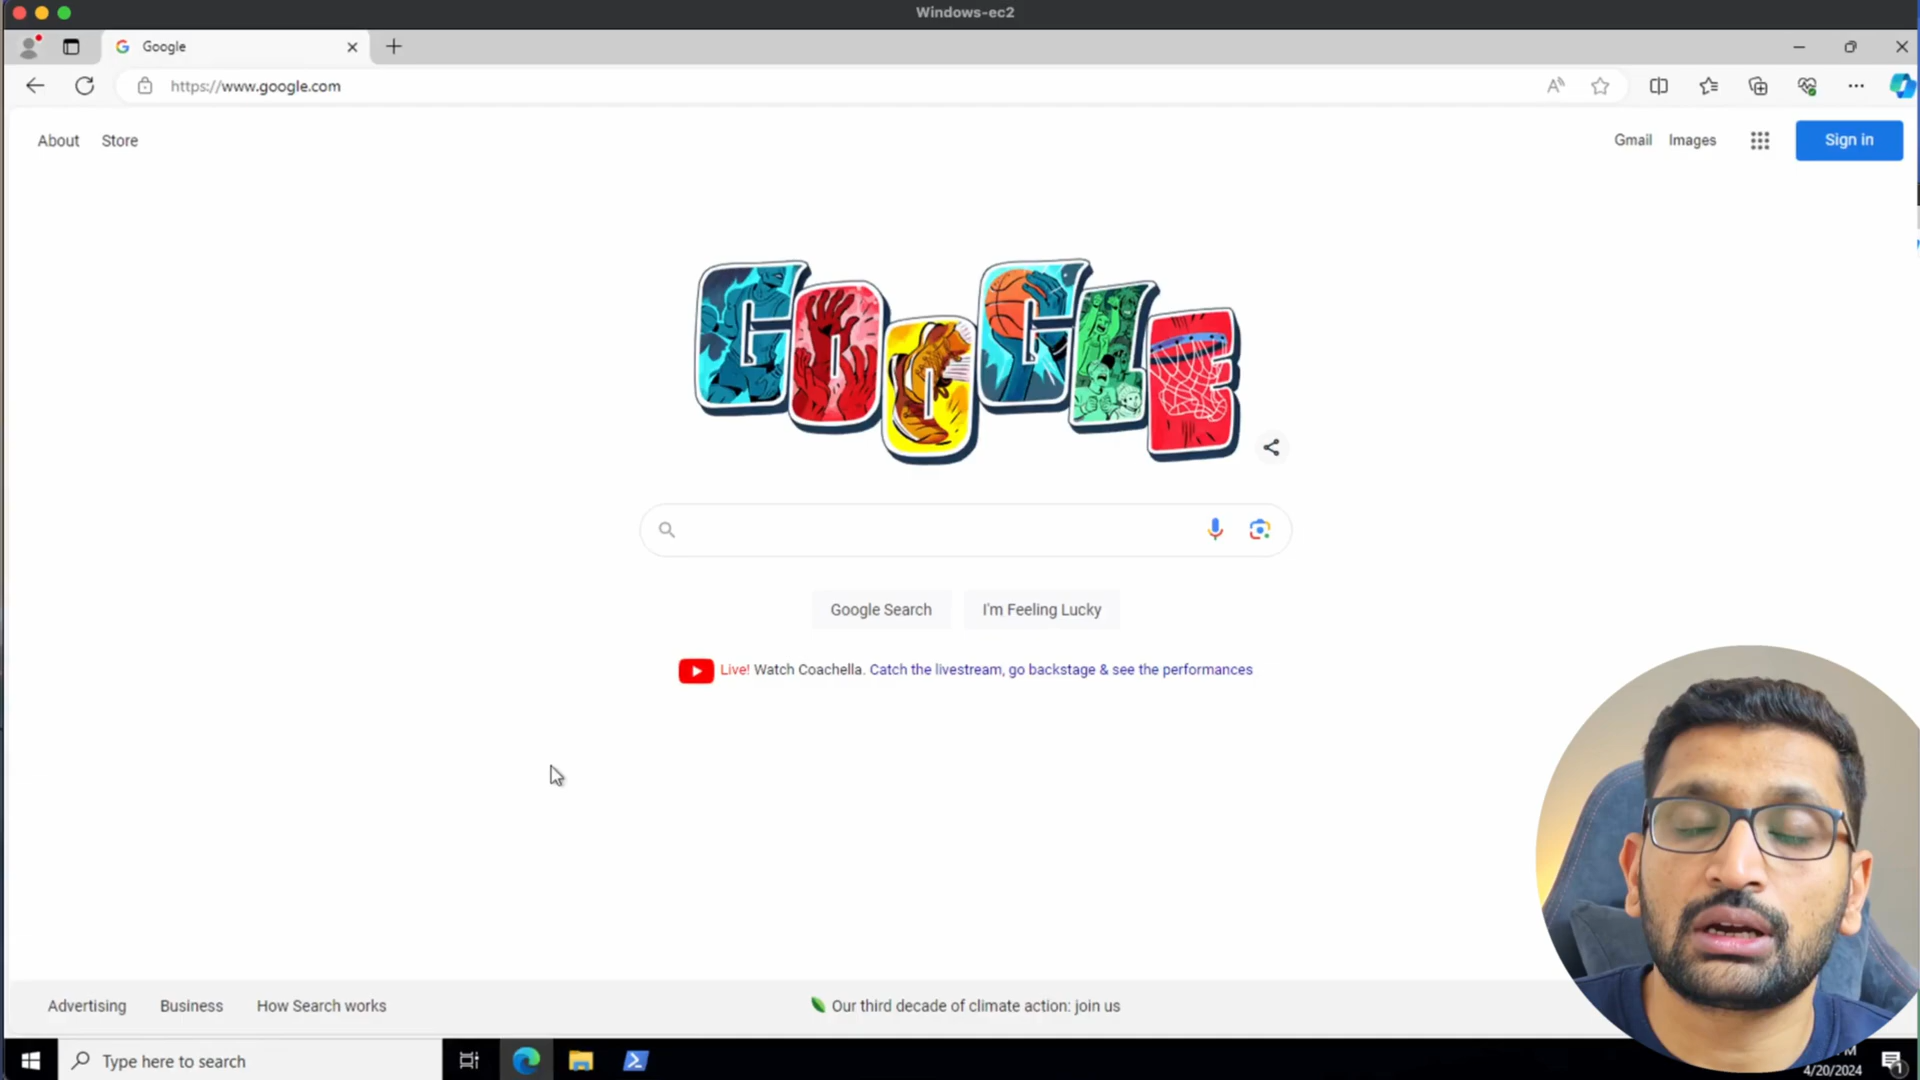 Windows-ec2
Google
https://www.google.com
About Store
Gmail Images Sign in
GOOGLE
Google Search I'm Feeling Lucky
Live! Watch Coachella. Catch the livestream, go backstage & see the performances
Advertising Business How Search works
Our third decade of climate action: join us
Type here to search
4/20/2024
1